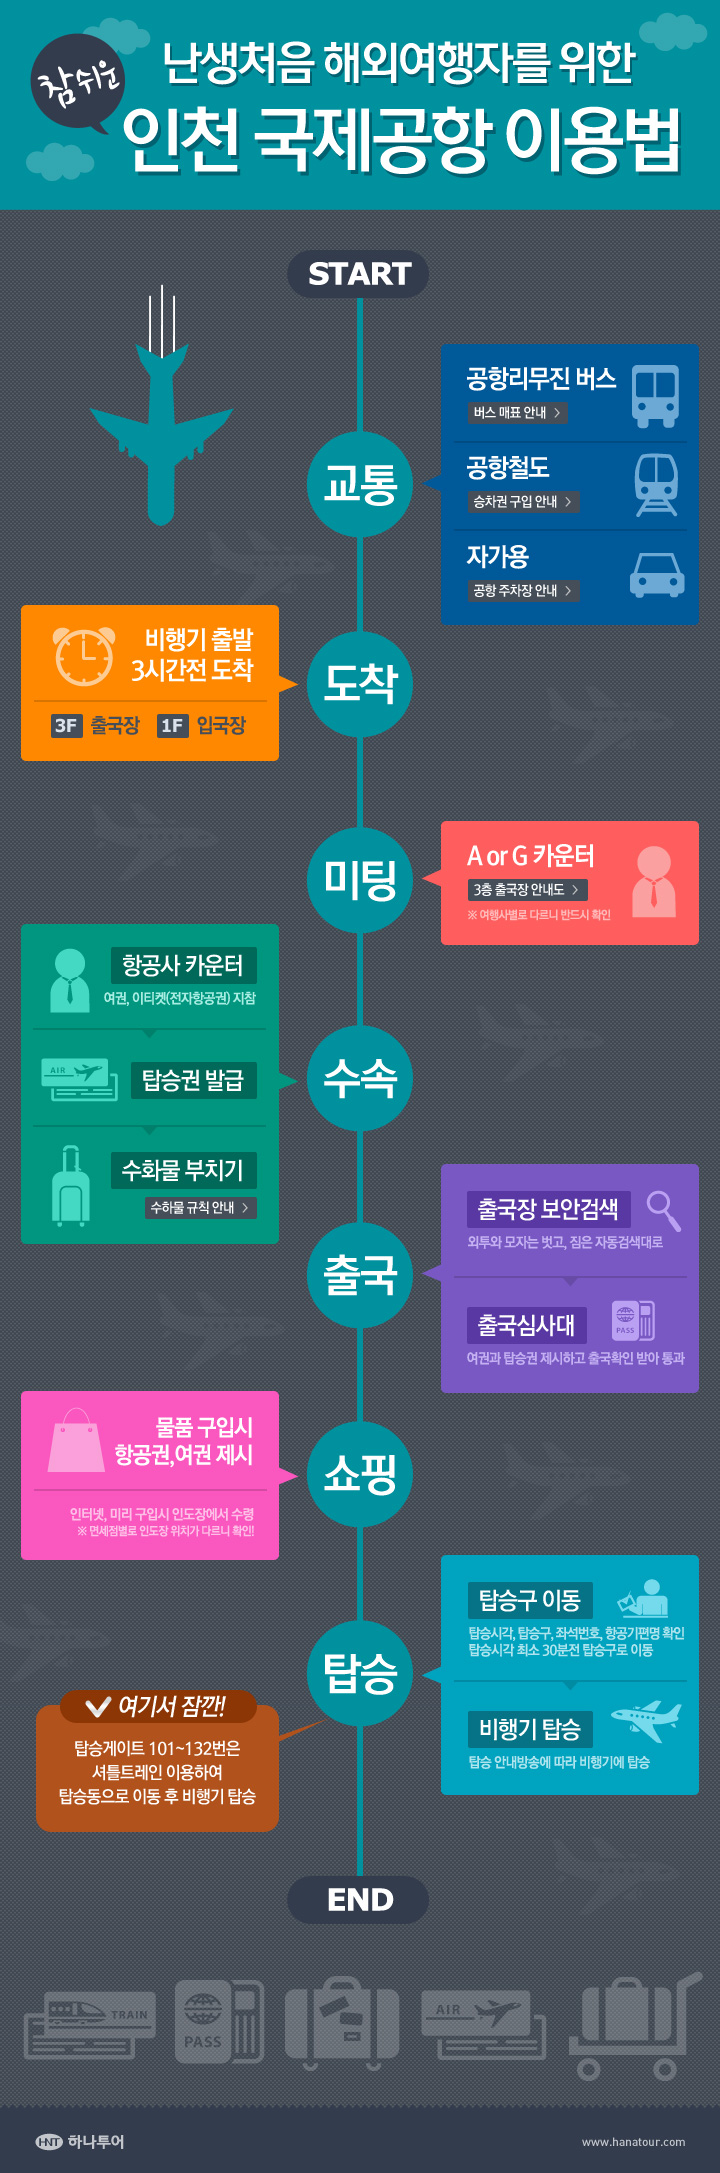 참쉬운
난생처음 해외여행자를 위한
인천 국제공항 이용법
START
교통
공항리무진 버스
버스 매표 안내 >
공항철도
승차권 구입 안내 >
자가용
공항 주차장 안내 >
도착
비행기 출발
3시간전 도착
3F 출국장 1F 입국장
미팅
A or G 카운터
3층 출국장 안내도 >
※ 여행사별로 다르니 반드시 확인
수속
항공사 카운터
여권, 이티켓(전자항공권) 지참
AIR
탑승권 발급
수화물 부치기
수하물 규칙 안내 >
출국
출국장 보안검색
외투와 모자는 벗고, 짐은 자동검색대로
출국심사대
PASS
여권과 탑승권 제시하고 출국확인 받아 통과
쇼핑
물품 구입시
항공권,여권 제시
인터넷, 미리 구입시 인도장에서 수령
※ 면세점별로 인도장 위치가 다르니 확인!
탑승
탑승구 이동
탑승시각, 탑승구, 좌석번호, 항공기편명 확인
탑승시각 최소 30분전 탑승구로 이동
비행기 탑승
탑승 안내방송에 따라 비행기에 탑승
여기서 잠깐!
탑승게이트 101~132번은
셔틀트레인 이용하여
탑승동으로 이동 후 비행기 탑승
END
TRAIN
PASS
AIR
HNT 하나투어
www.hanatour.com